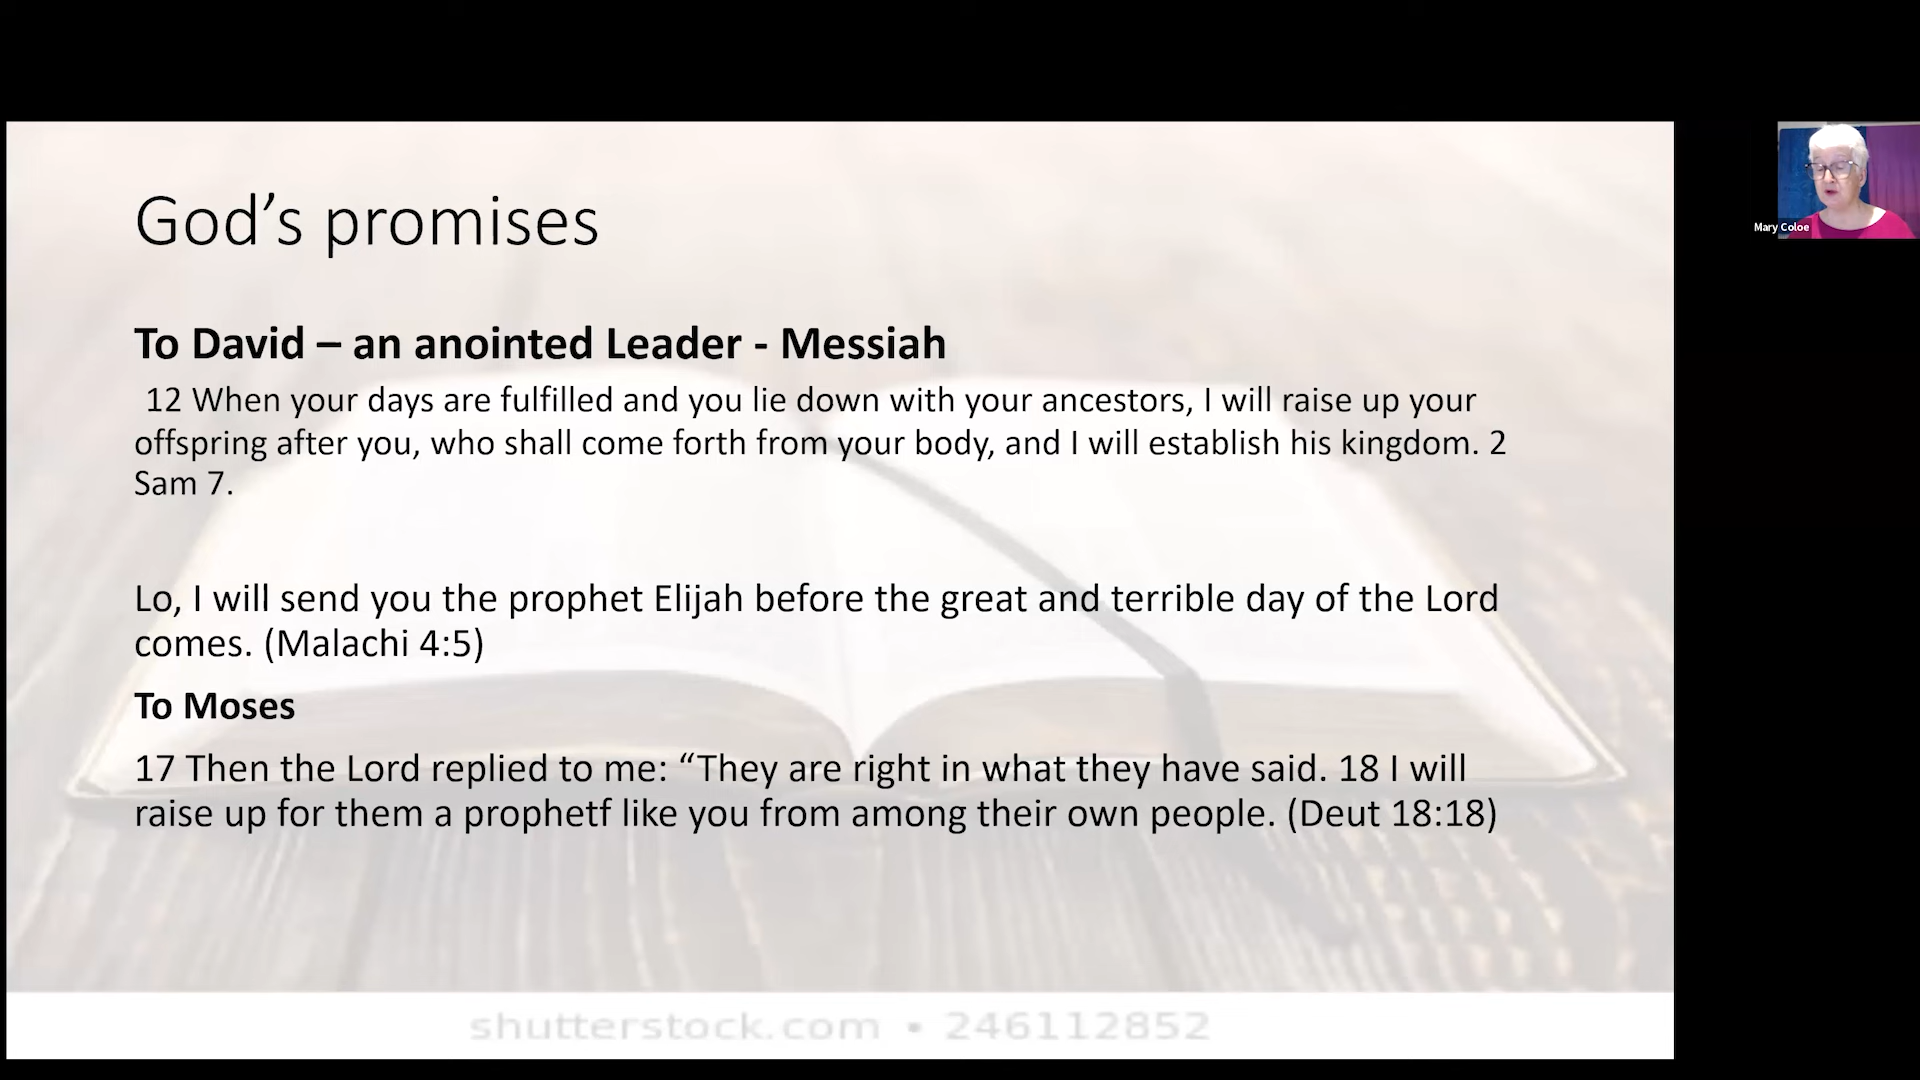 God’s promises
To David – an anointed Leader - Messiah
12 When your days are fulfilled and you lie down with your ancestors, I will raise up your
offspring after you, who shall come forth from your body, and I will establish his kingdom. 2
Sam 7.
Lo, I will send you the prophet Elijah before the great and terrible day of the Lord
comes. (Malachi 4:5)
To Moses
17 Then the Lord replied to me: “They are right in what they have said. 18 I will
raise up for them a prophetf like you from among their own people. (Deut 18:18)
shutterstock.com • 246112852
Mary Coloe